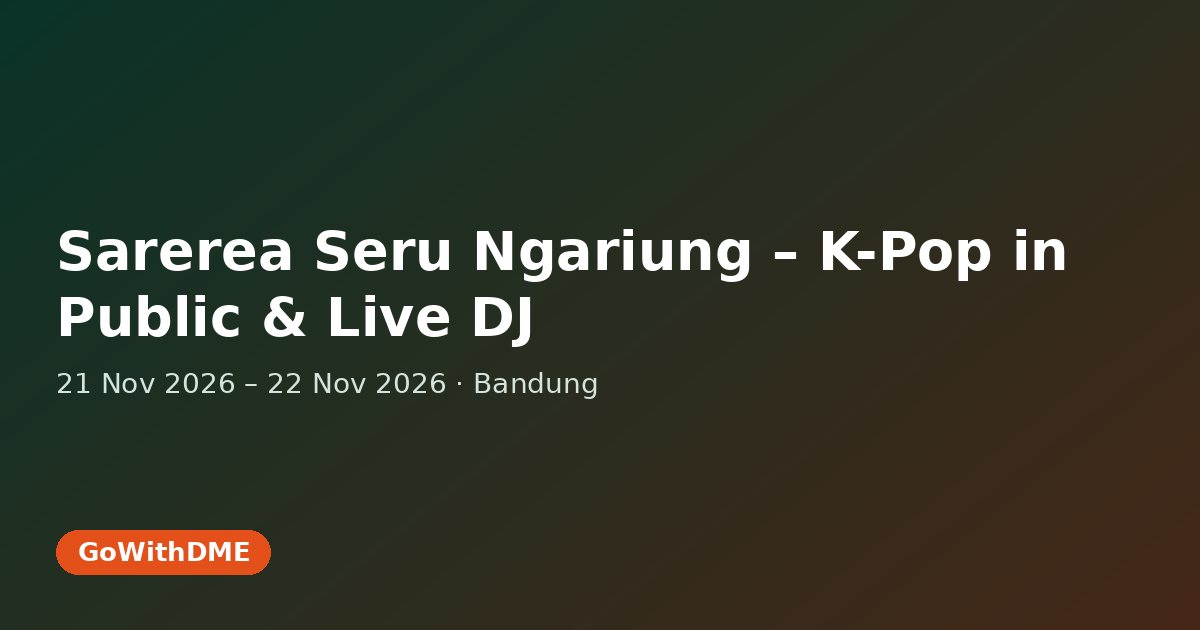 Sarerea Seru Ngariung – K-Pop in
Public & Live DJ
21 Nov 2026 – 22 Nov 2026 · Bandung
GoWithDME